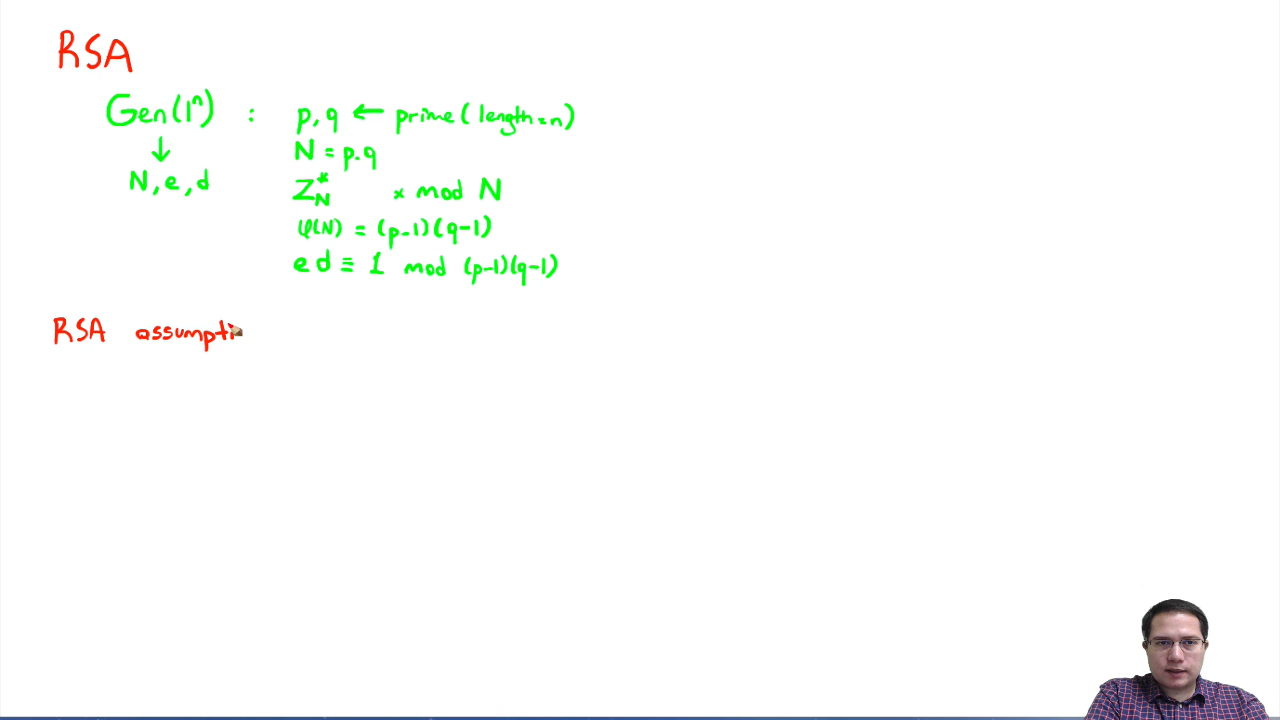 RSA
Gen(1ⁿ) : p, q ← prime(length=n)
↓ N = p.q
N, e, d Z*_N × mod N
φ(N) = (p-1)(q-1)
e d ≡ 1 mod (p-1)(q-1)
RSA assumpti